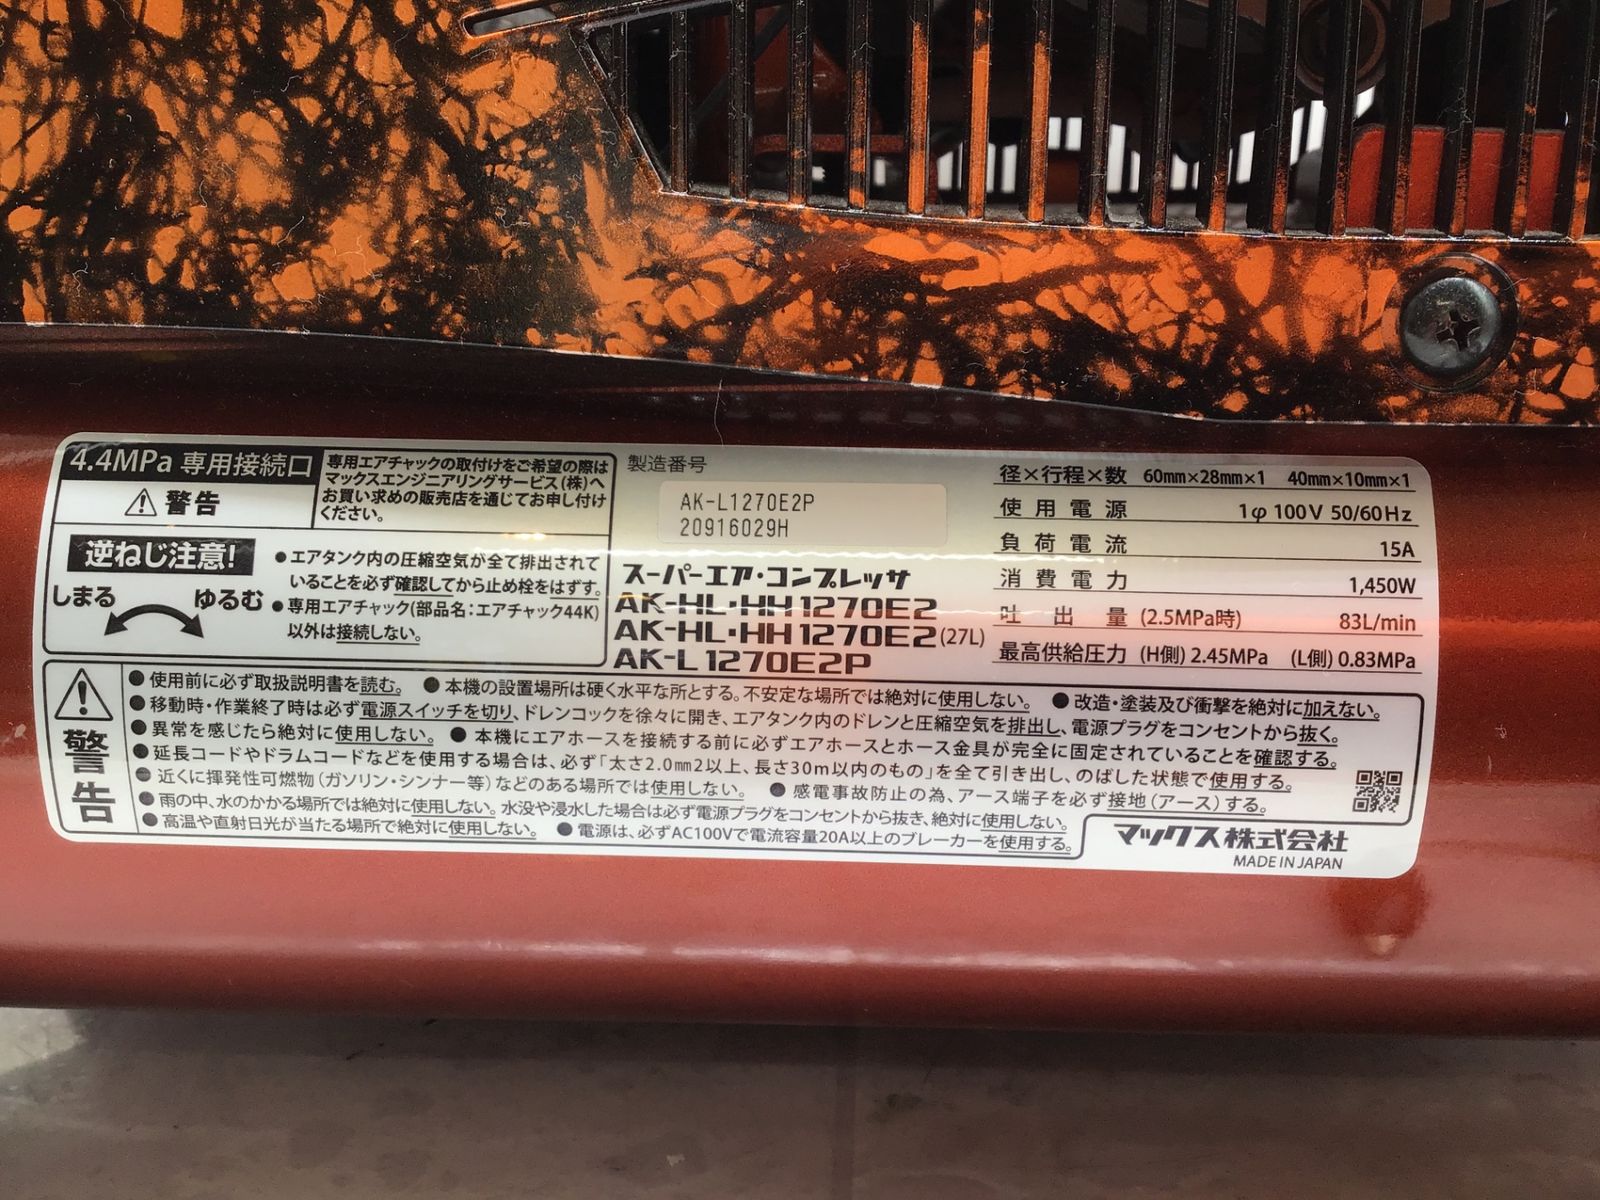 4.4MPa 専用接続口
警告
専用エアチャックの取付けをご希望の際は
マックスエンジニアリングサービス(株)へ
お買い求めの販売店を通じてお申し付け
ください。
逆ねじ注意!
しまる ゆるむ
●エアタンク内の圧縮空気が全て排出されて
いることを必ず確認してから止め栓をはずす。
●専用エアチャック(部品名:エアチャック44K)
以外は接続しない。
製造番号
AK-L1270E2P
20916029H
スーパーエア・コンプレッサ
AK-HL・HH1270E2
AK-HL・HH1270E2(27L)
AK-L1270E2P
径×行程×数 60mm×28mm×1 40mm×10mm×1
使用電源 1φ 100V 50/60Hz
負荷電流 15A
消費電力 1,450W
吐出量 (2.5MPa時) 83L/min
最高供給圧力 (H側) 2.45MPa (L側) 0.83MPa
警告
●使用前に必ず取扱説明書を読む。 ●本機の設置場所は硬く水平な所とする。不安定な場所では絶対に使用しない。 ●改造・塗装及び衝撃を絶対に加えない。
●移動時・作業終了時は必ず電源スイッチを切り、ドレンコックを徐々に開き、エアタンク内のドレンと圧縮空気を排出し、電源プラグをコンセントから抜く。
●異常を感じたら絶対に使用しない。 ●本機にエアホースを接続する前に必ずエアホースとホース金具が完全に固定されていることを確認する。
●延長コードやドラムコードなどを使用する場合は、必ず「太さ2.0mm2以上、長さ30m以内のもの」を全て引き出し、のばした状態で使用する。
●近くに揮発性可燃物(ガソリン・シンナー等)などのある場所では使用しない。 ●感電事故防止の為、アース端子を必ず接地(アース)する。
●雨の中、水のかかる場所では絶対に使用しない。水没や浸水した場合は必ず電源プラグをコンセントから抜き、絶対に使用しない。
●高温や直射日光が当たる場所で絶対に使用しない。 ●電源は、必ずAC100Vで電流容量20A以上のブレーカーを使用する。
マックス株式会社
MADE IN JAPAN